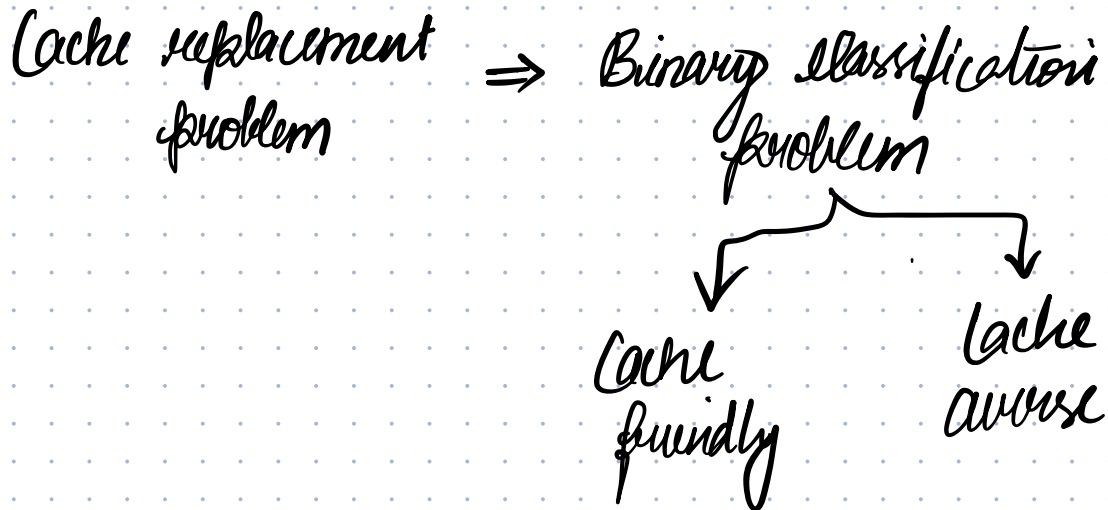 Cache replacement
problem
⇒ Binary classification
problem
Cache
friendly
Cache
averse